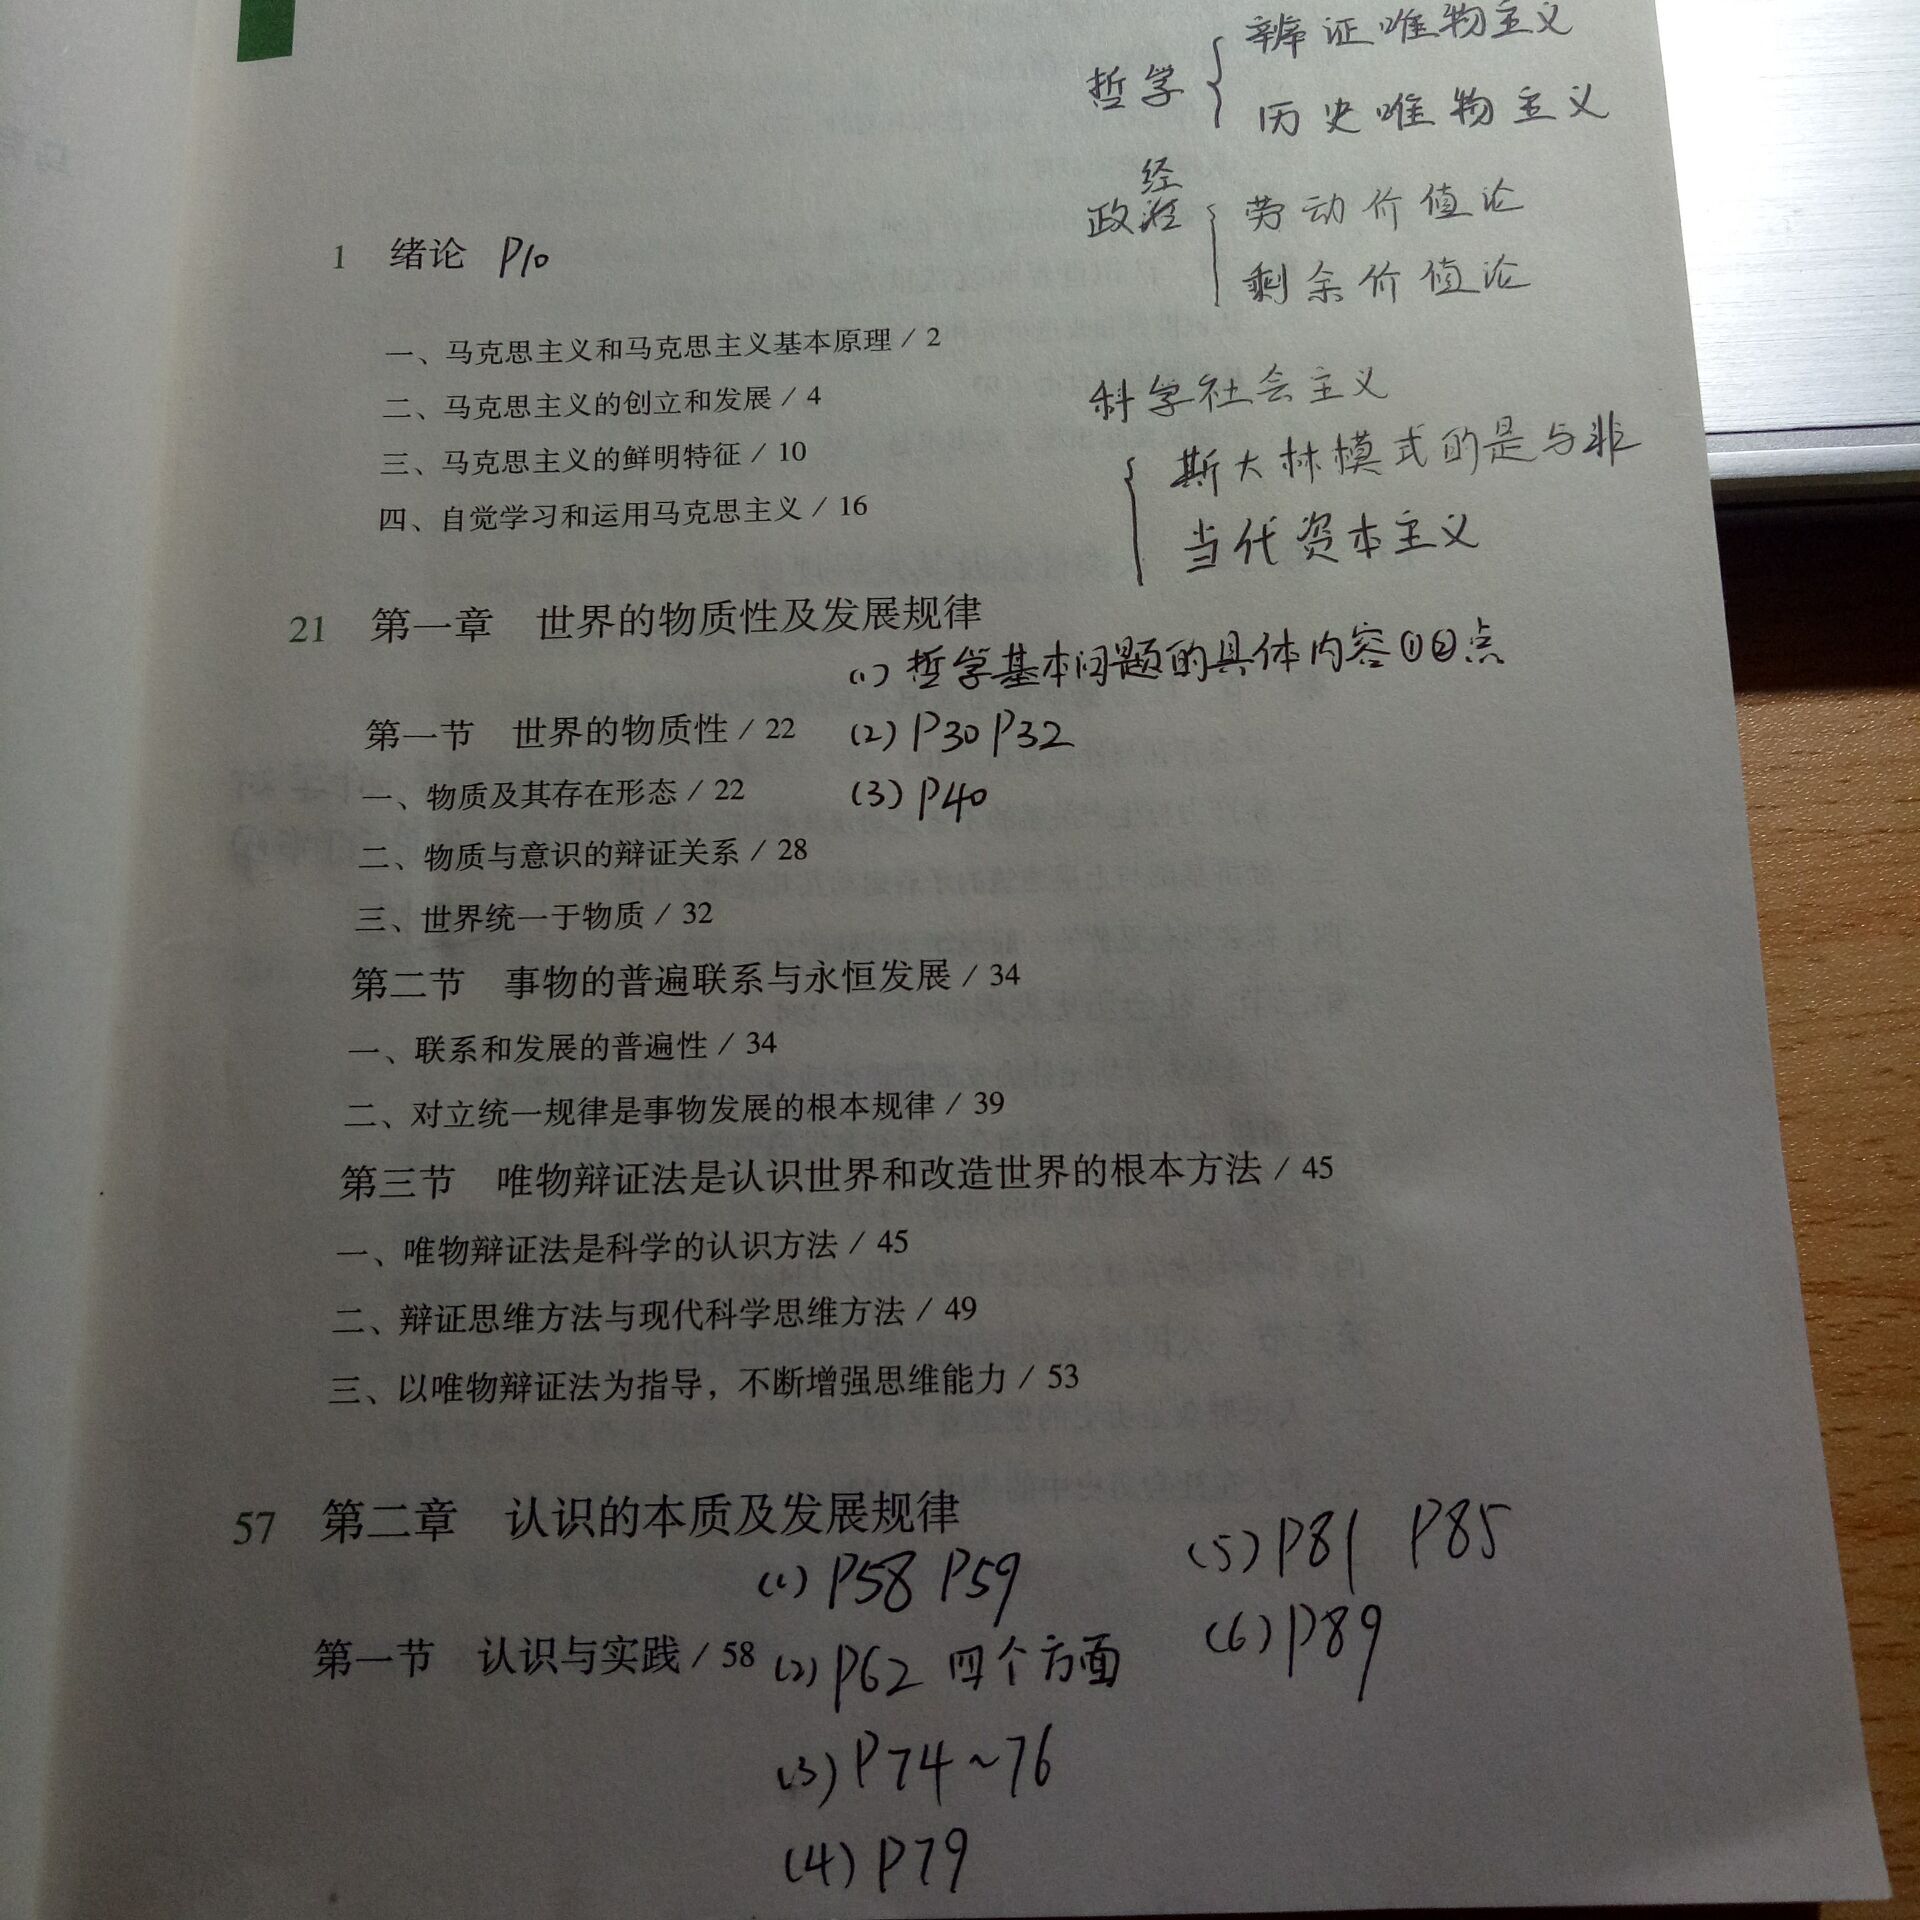 哲学
辨证唯物主义
历史唯物主义
政治经
劳动价值论
剩余价值论
科学社会主义
斯大林模式的是与非
当代资本主义
1 绪论 P10
一、马克思主义和马克思主义基本原理 / 2
二、马克思主义的创立和发展 / 4
三、马克思主义的鲜明特征 / 10
四、自觉学习和运用马克思主义 / 16
21 第一章 世界的物质性及发展规律
(1) 哲学基本问题的具体内容①②点
第一节 世界的物质性 / 22 (2) P30 P32
一、物质及其存在形态 / 22 (3) P40
二、物质与意识的辩证关系 / 28
三、世界统一于物质 / 32
第二节 事物的普遍联系与永恒发展 / 34
一、联系和发展的普遍性 / 34
二、对立统一规律是事物发展的根本规律 / 39
第三节 唯物辩证法是认识世界和改造世界的根本方法 / 45
一、唯物辩证法是科学的认识方法 / 45
二、辩证思维方法与现代科学思维方法 / 49
三、以唯物辩证法为指导，不断增强思维能力 / 53
57 第二章 认识的本质及发展规律
(1) P58 P59
(5) P81 P85
第一节 认识与实践 / 58 (2) P62 四个方面
(6) P89
(3) P74~76
(4) P79